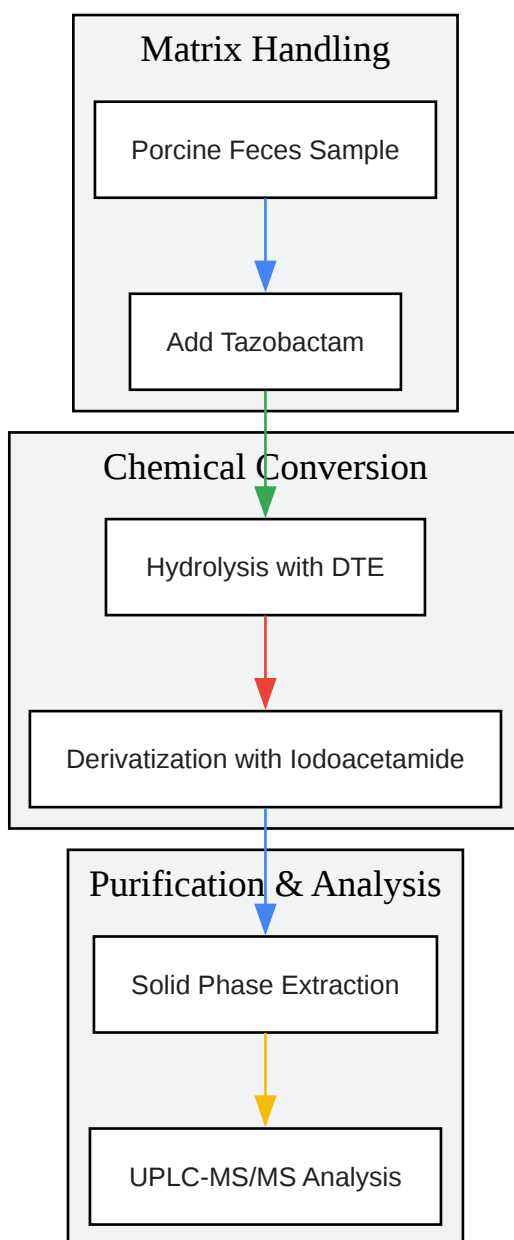 Matrix Handling
Porcine Feces Sample
Add Tazobactam
Chemical Conversion
Hydrolysis with DTE
Derivatization with Iodoacetamide
Purification & Analysis
Solid Phase Extraction
UPLC-MS/MS Analysis